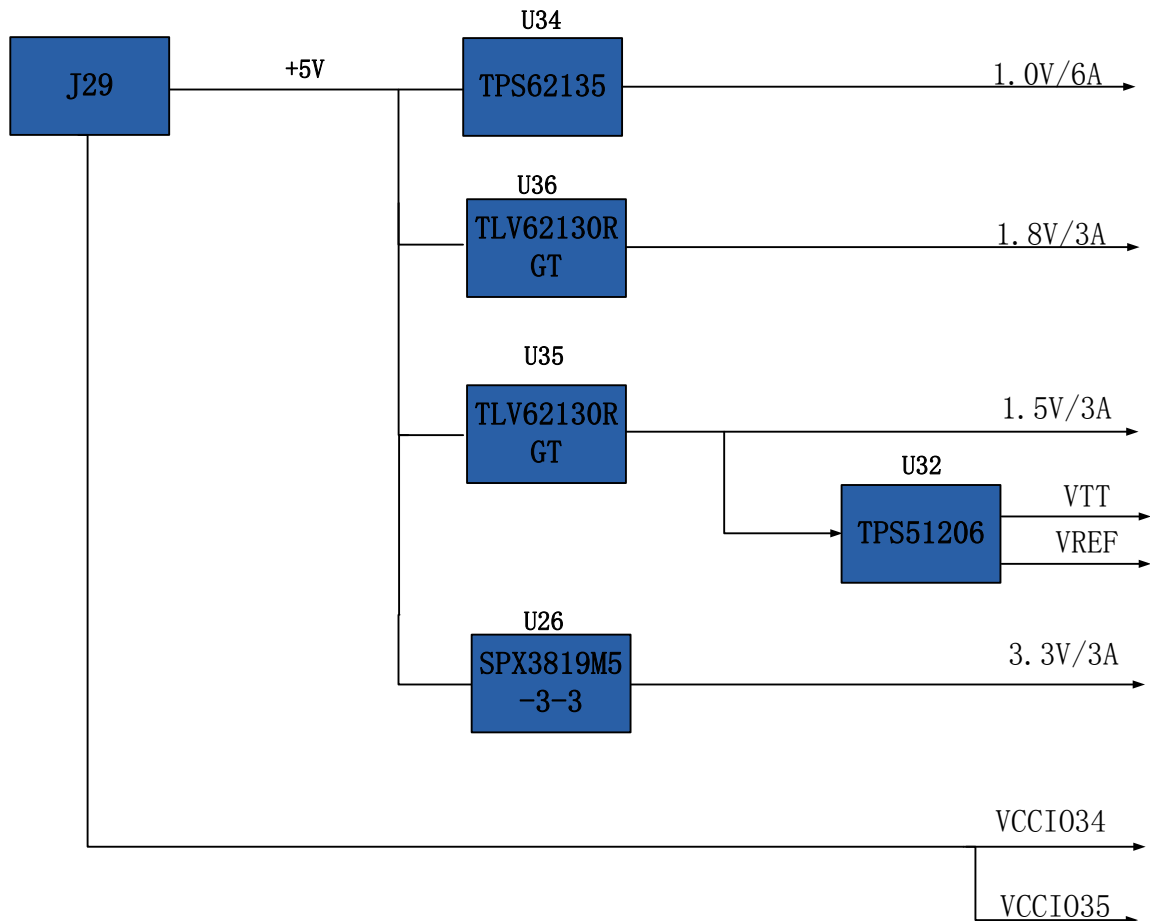 U34
J29
+5V
TPS62135
1.0V/6A
U36
TLV62130R
GT
1.8V/3A
U35
TLV62130R
GT
1.5V/3A
U32
TPS51206
VTT
VREF
U26
SPX3819M5
-3-3
3.3V/3A
VCCIO34
VCCIO35